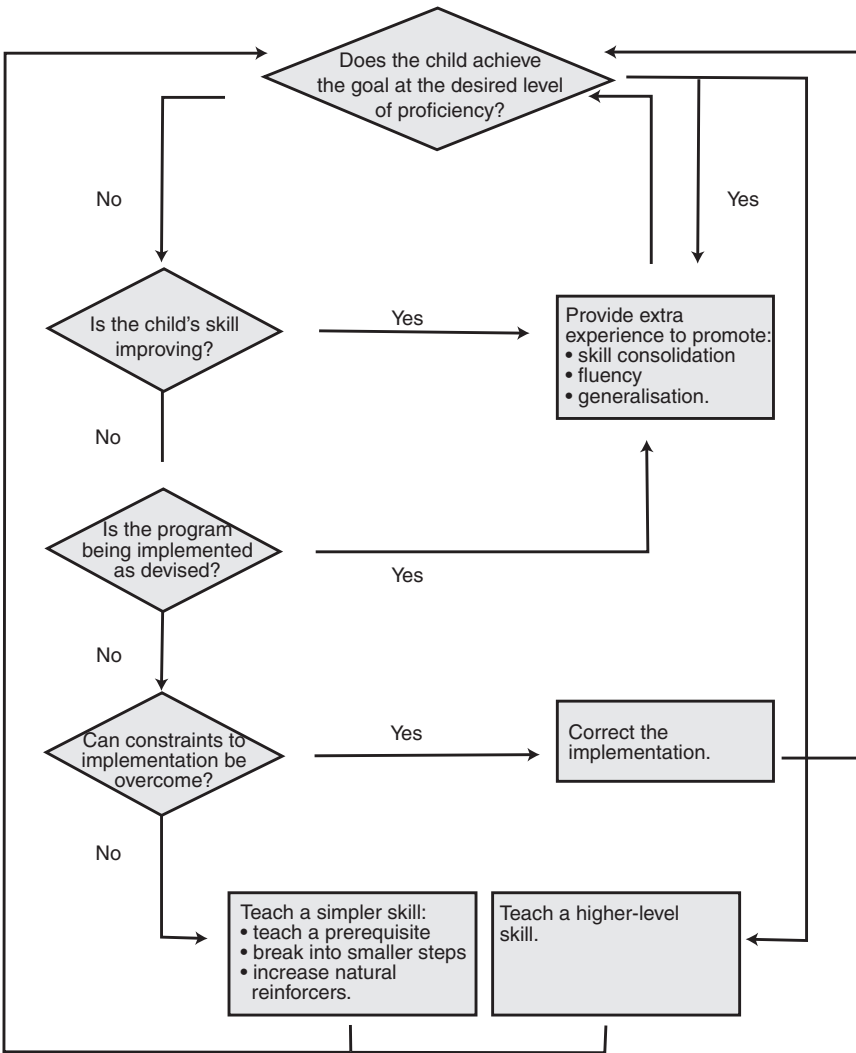 Does the child achieve
the goal at the desired level
of proficiency?
No
Yes
Is the child’s skill
improving?
Yes
Provide extra
experience to promote:
• skill consolidation
• fluency
• generalisation.
No
Is the program
being implemented
as devised?
Yes
No
Can constraints to
implementation be
overcome?
Yes
Correct the
implementation.
No
Teach a simpler skill:
• teach a prerequisite
• break into smaller steps
• increase natural
reinforcers.
Teach a higher-level
skill.